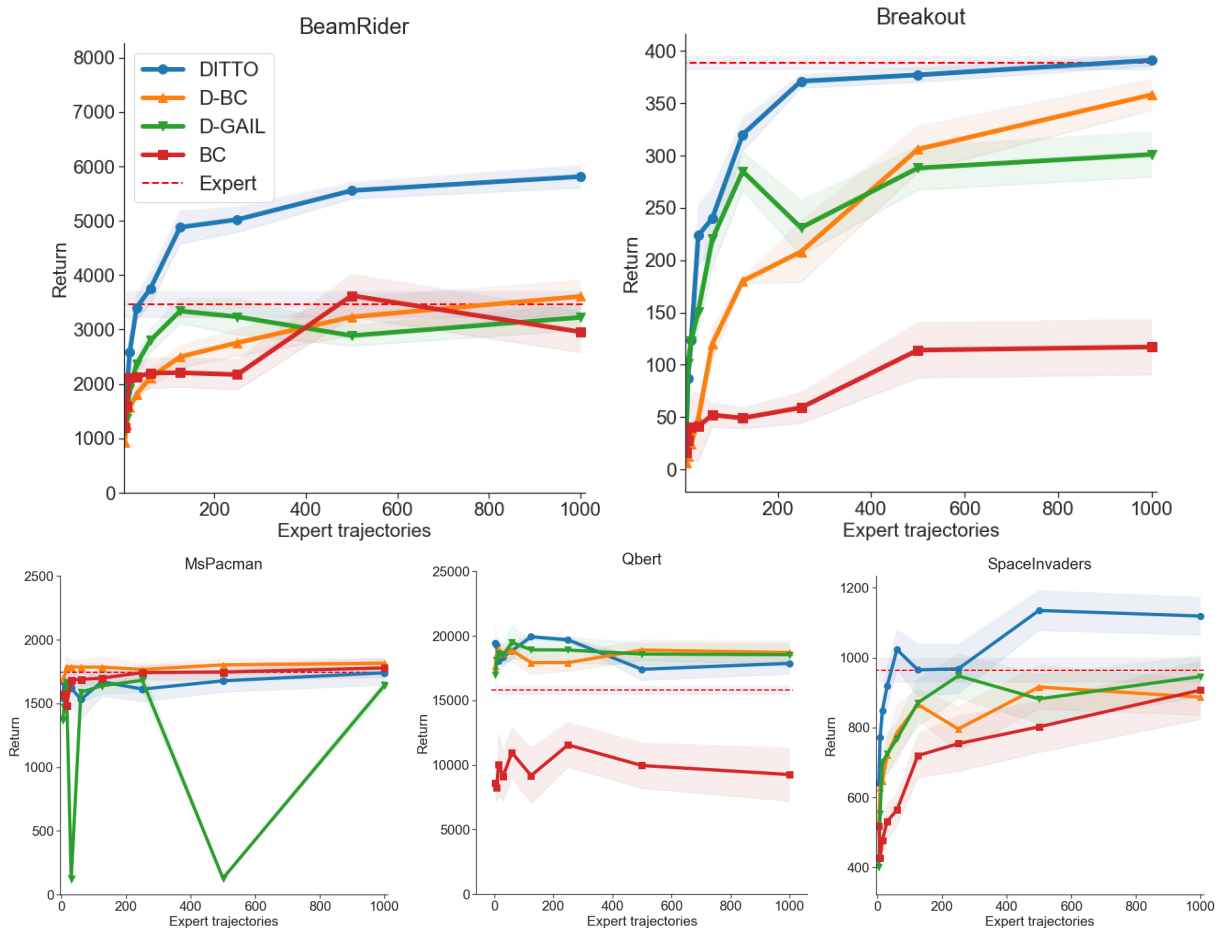 BeamRider
8000
7000
6000
5000
4000
3000
2000
1000
0
Return
DITTO
D-BC
D-GAIL
BC
Expert
200 400 600 800 1000
Expert trajectories
Breakout
400
350
300
250
200
150
100
50
0
Return
200 400 600 800 1000
Expert trajectories
MsPacman
2500
2000
1500
1000
500
0
Return
0 200 400 600 800 1000
Expert trajectories
Qbert
25000
20000
15000
10000
5000
0
Return
0 200 400 600 800 1000
Expert trajectories
SpaceInvaders
1200
1000
800
600
400
Return
0 200 400 600 800 1000
Expert trajectories